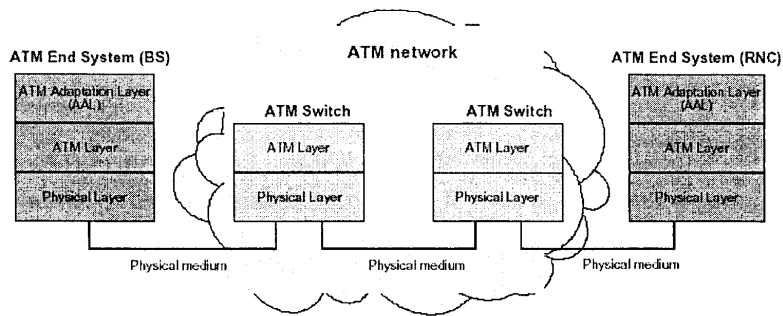 ATM network
ATM End System (BS)
ATM Adaptation Layer
(AAL)
ATM Layer
Physical Layer
ATM Switch
ATM Layer
Physical Layer
ATM Switch
ATM Layer
Physical Layer
ATM End System (RNC)
ATM Adaptation Layer
(AAL)
ATM Layer
Physical Layer
Physical medium
Physical medium
Physical medium